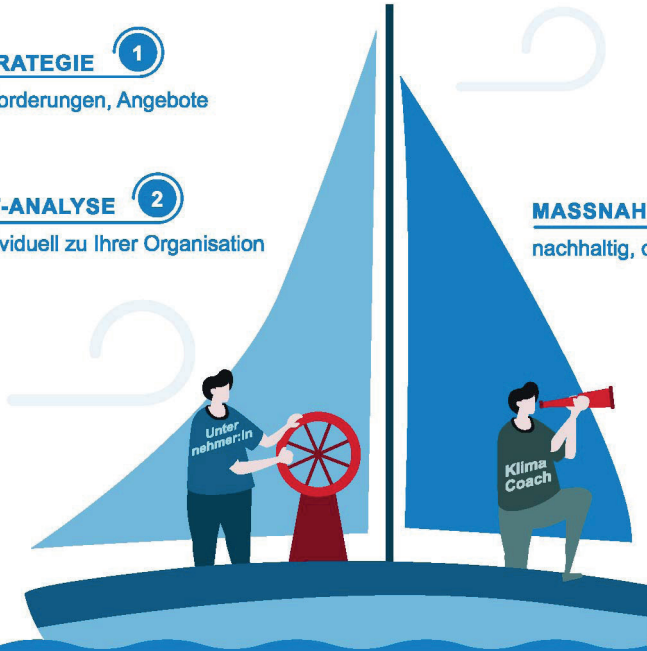 RATEGIE 1
orderungen, Angebote
-ANALYSE 2
viduell zu Ihrer Organisation
MASSNAH
nachhaltig,
Unter
nehmer:in
Klima
Coach